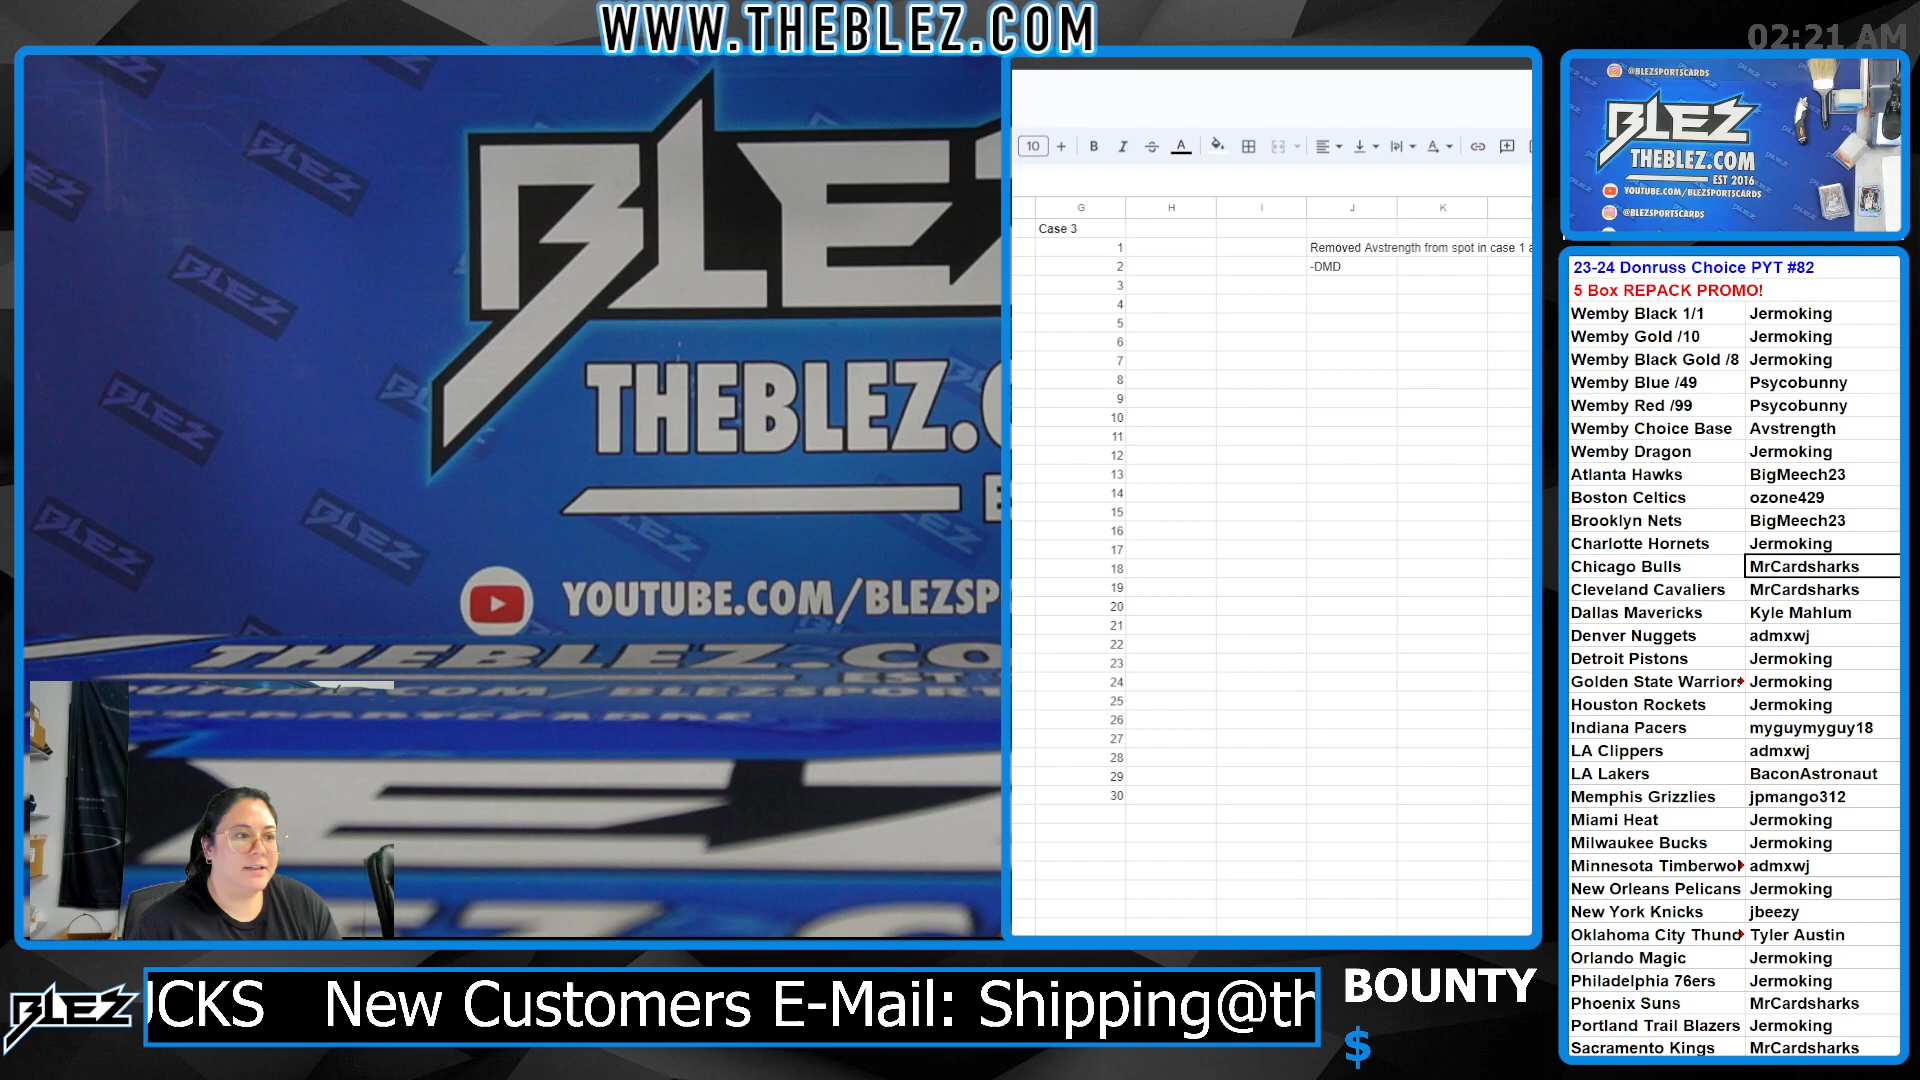 WWW.THEBLEZ.COM
02:21 AM
BLEZ
THEBLEZ.C
YOUTUBE.COM/BLEZSP
THEBLEZ.CO
EST
10
B
I
A
G H I J K
Case 3
1 Removed Avstrength from spot in case 1 a
2 -DMD
3
4
5
6
7
8
9
10
11
12
13
14
15
16
17
18
19
20
21
22
23
24
25
26
27
28
29
30
@BLEZSPORTSCARDS
BLEZ
THEBLEZ.COM
EST 2016
YOUTUBE.COM/BLEZSPORTSCARDS
@BLEZSPORTSCARDS
23-24 Donruss Choice PYT #82
5 Box REPACK PROMO!
Wemby Black 1/1 Jermoking
Wemby Gold /10 Jermoking
Wemby Black Gold /8 Jermoking
Wemby Blue /49 Psycobunny
Wemby Red /99 Psycobunny
Wemby Choice Base Avstrength
Wemby Dragon Jermoking
Atlanta Hawks BigMeech23
Boston Celtics ozone429
Brooklyn Nets BigMeech23
Charlotte Hornets Jermoking
Chicago Bulls MrCardsharks
Cleveland Cavaliers MrCardsharks
Dallas Mavericks Kyle Mahlum
Denver Nuggets admxwj
Detroit Pistons Jermoking
Golden State Warriors Jermoking
Houston Rockets Jermoking
Indiana Pacers myguymyguy18
LA Clippers admxwj
LA Lakers BaconAstronaut
Memphis Grizzlies jpmango312
Miami Heat Jermoking
Milwaukee Bucks Jermoking
Minnesota Timberwol admxwj
New Orleans Pelicans Jermoking
New York Knicks jbeezy
Oklahoma City Thund Tyler Austin
Orlando Magic Jermoking
Philadelphia 76ers Jermoking
Phoenix Suns MrCardsharks
Portland Trail Blazers Jermoking
Sacramento Kings MrCardsharks
BLEZ
UCKS New Customers E-Mail: Shipping@th
BOUNTY
$